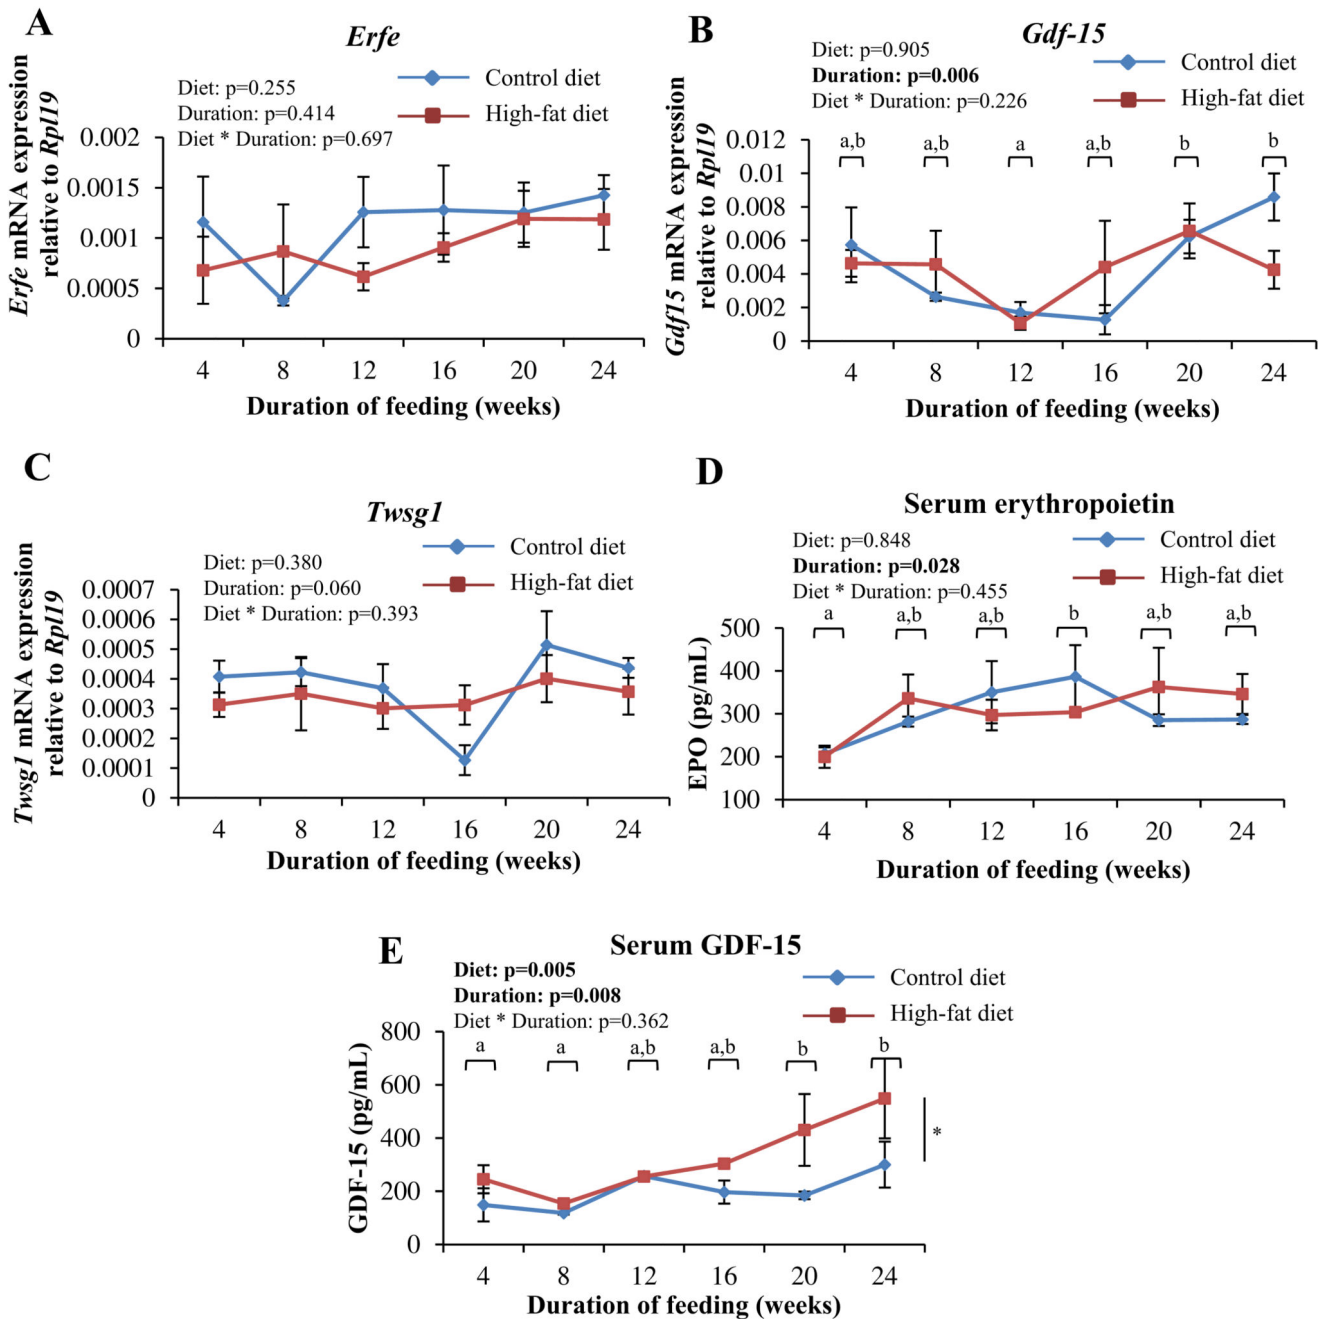 A
Erfe
Diet: p=0.255
Duration: p=0.414
Diet * Duration: p=0.697
Control diet
High-fat diet
Erfe mRNA expression
relative to Rpl19
0.002
0.0015
0.001
0.0005
0
4 8 12 16 20 24
Duration of feeding (weeks)
B
Gdf-15
Diet: p=0.905
Duration: p=0.006
Diet * Duration: p=0.226
Control diet
High-fat diet
Gdf15 mRNA expression
relative to Rpl19
0.012
0.01
0.008
0.006
0.004
0.002
0
a,b a,b a a,b b b
4 8 12 16 20 24
Duration of feeding (weeks)
C
Twsg1
Diet: p=0.380
Duration: p=0.060
Diet * Duration: p=0.393
Control diet
High-fat diet
Twsg1 mRNA expression
relative to Rpl19
0.0007
0.0006
0.0005
0.0004
0.0003
0.0002
0.0001
0
4 8 12 16 20 24
Duration of feeding (weeks)
D
Serum erythropoietin
Diet: p=0.848
Duration: p=0.028
Diet * Duration: p=0.455
Control diet
High-fat diet
EPO (pg/mL)
500
400
300
200
100
a a,b a,b b a,b a,b
4 8 12 16 20 24
Duration of feeding (weeks)
E
Serum GDF-15
Diet: p=0.005
Duration: p=0.008
Diet * Duration: p=0.362
Control diet
High-fat diet
GDF-15 (pg/mL)
800
600
400
200
0
a a a,b a,b b b
*
4 8 12 16 20 24
Duration of feeding (weeks)